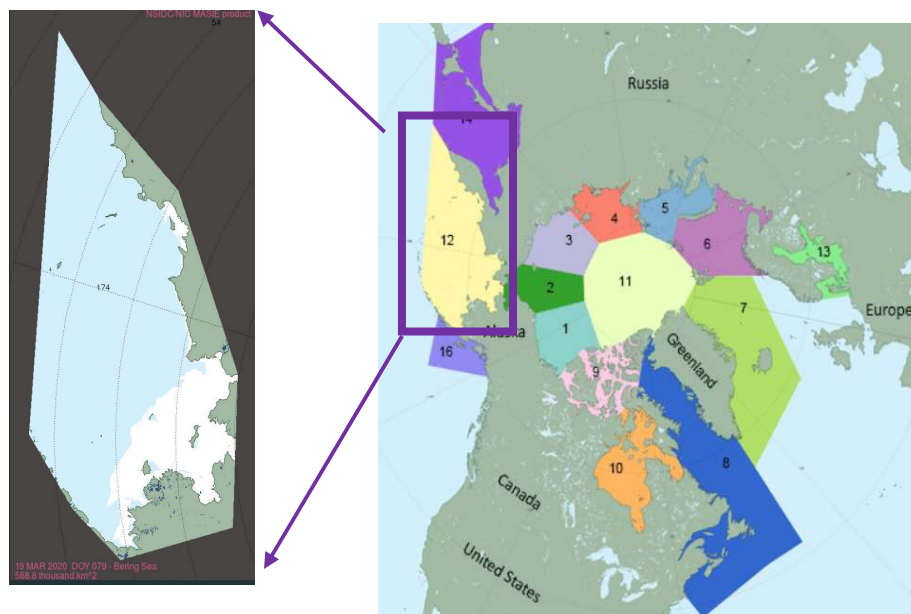 NSIDC/NIC MASIE product
54
174
19 MAR 2020 DOY 079 - Bering Sea
566.8 thousand km^2
Russia
14
4
5
3
6
12
13
2
11
7
Europe
1
Alaska
16
Greenland
9
10
8
Canada
United States